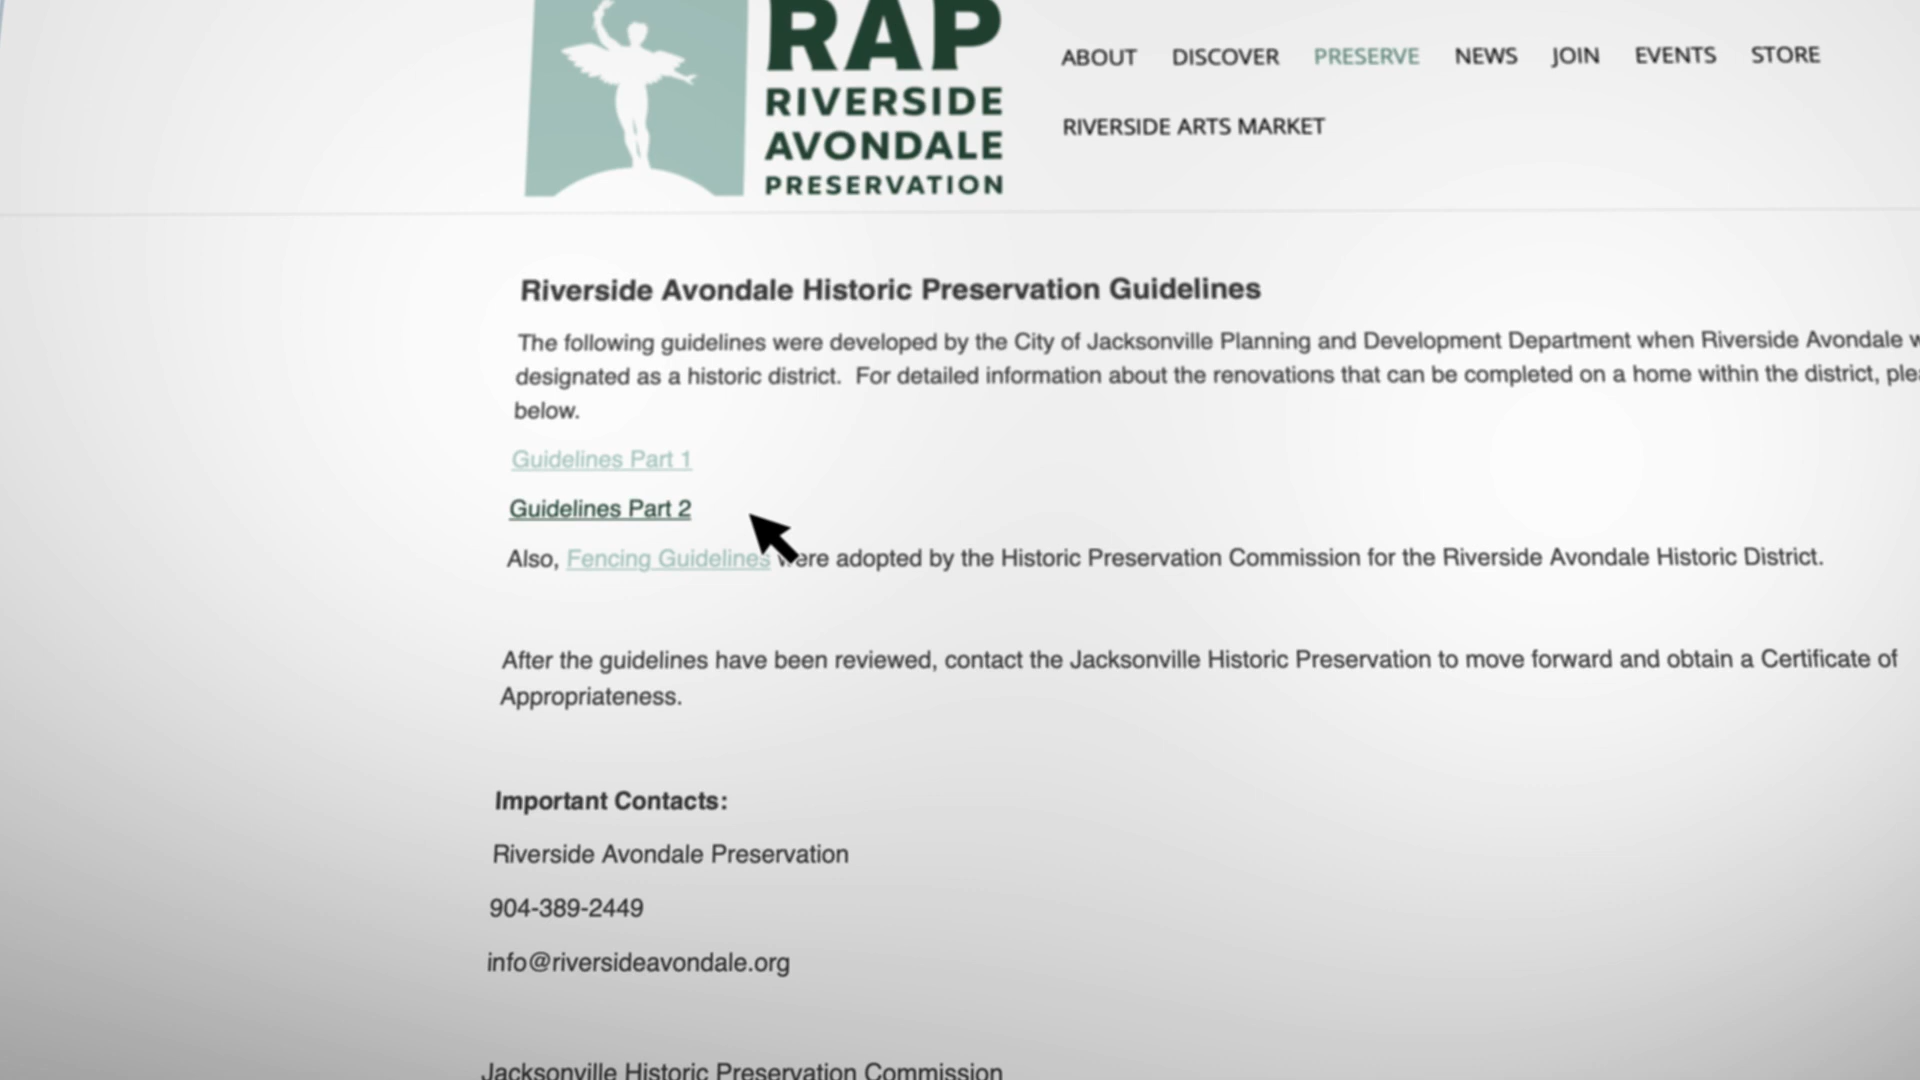 RAP
RIVERSIDE
AVONDALE
PRESERVATION
ABOUT DISCOVER PRESERVE NEWS JOIN EVENTS STORE
RIVERSIDE ARTS MARKET
Riverside Avondale Historic Preservation Guidelines
The following guidelines were developed by the City of Jacksonville Planning and Development Department when Riverside Avondale
designated as a historic district. For detailed information about the renovations that can be completed on a home within the district,
below.
Guidelines Part 1
Guidelines Part 2
Also, Fencing Guidelines were adopted by the Historic Preservation Commission for the Riverside Avondale Historic District.
After the guidelines have been reviewed, contact the Jacksonville Historic Preservation to move forward and obtain a Certificate of
Appropriateness.
Important Contacts:
Riverside Avondale Preservation
904-389-2449
info@riversideavondale.org
Jacksonville Historic Preservation Commission